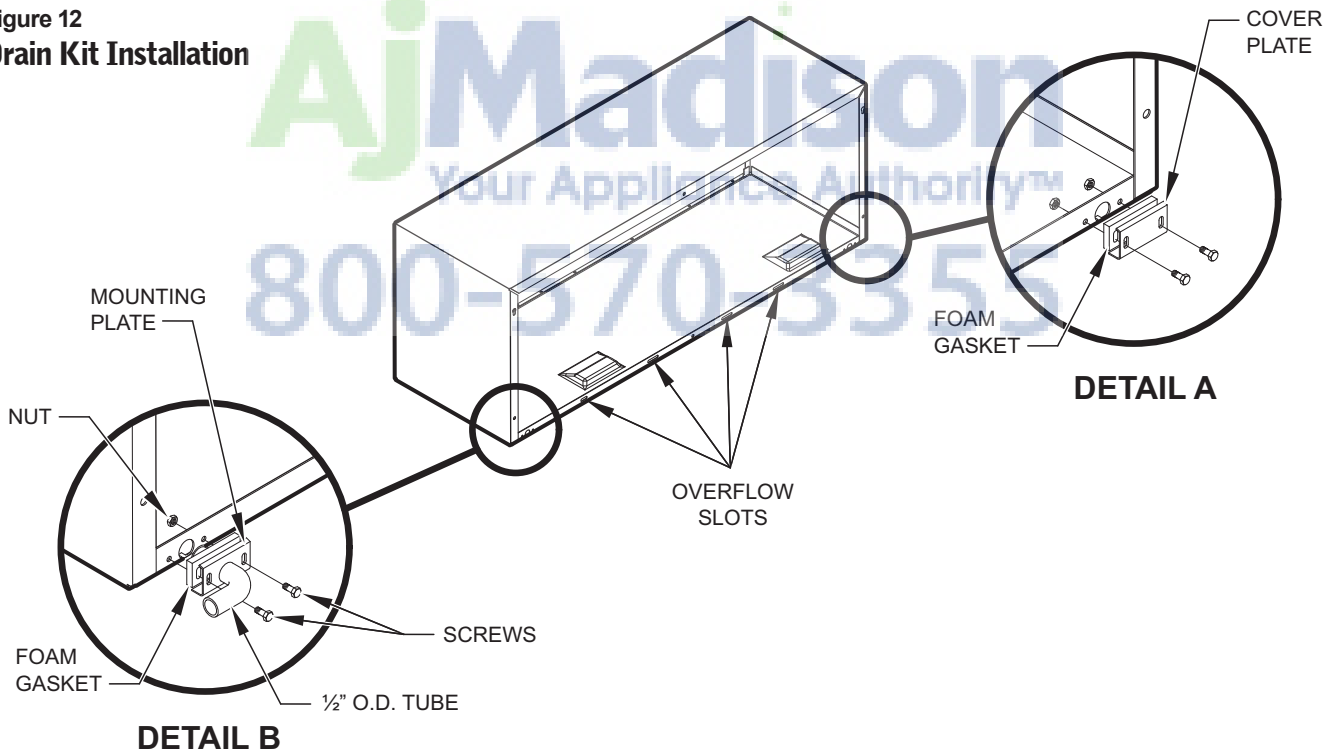 igure 12
Drain Kit Installation
AjMadison
Your Appliance Authority™
800-570-3355
COVER
PLATE
FOAM
GASKET
DETAIL A
MOUNTING
PLATE
NUT
OVERFLOW
SLOTS
SCREWS
FOAM
GASKET
½” O.D. TUBE
DETAIL B